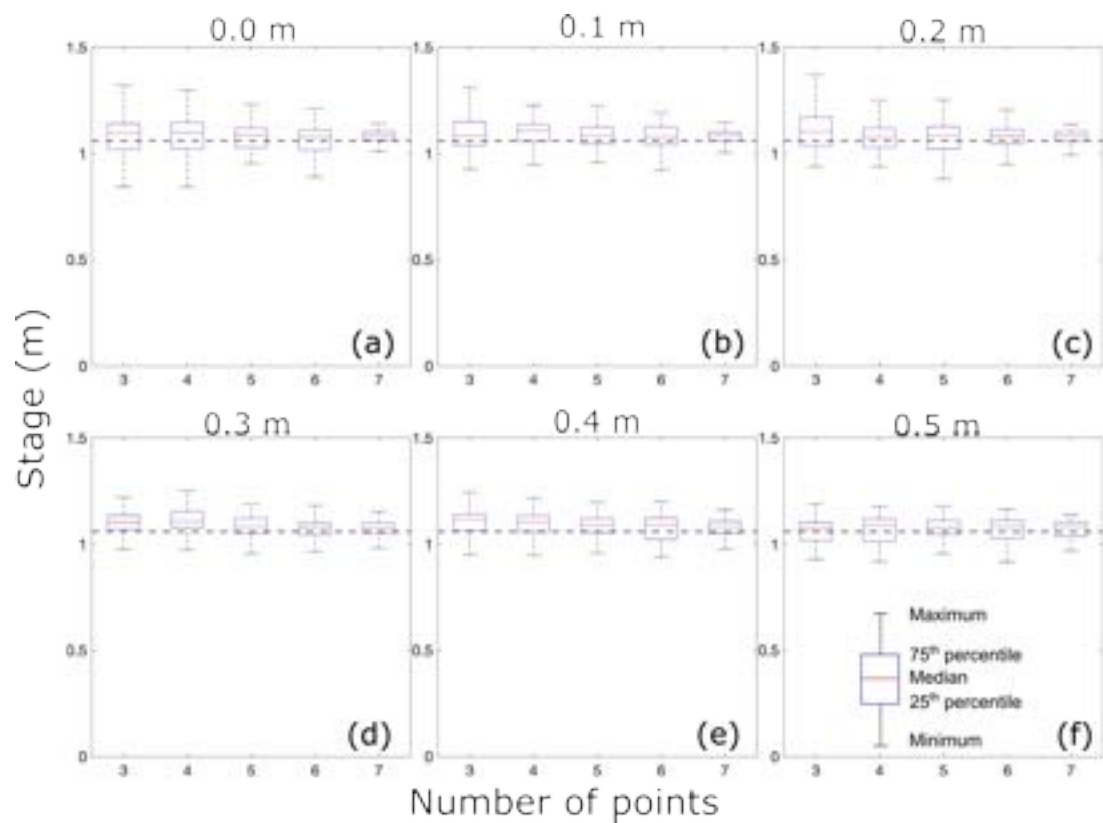 0.0 m 0.1 m 0.2 m
1.5 1.5 1.5
1 1 1
0.5 0.5 0.5
(a) (b) (c)
0 0 0
3 4 5 6 7 3 4 5 6 7 3 4 5 6 7
Stage (m)
0.3 m 0.4 m 0.5 m
1.5 1.5 1.5
1 1 1
Maximum
0.5 0.5 0.5
75th percentile
Median
25th percentile
Minimum
(d) (e) (f)
0 0 0
3 4 5 6 7 3 4 5 6 7 3 4 5 6 7
Number of points